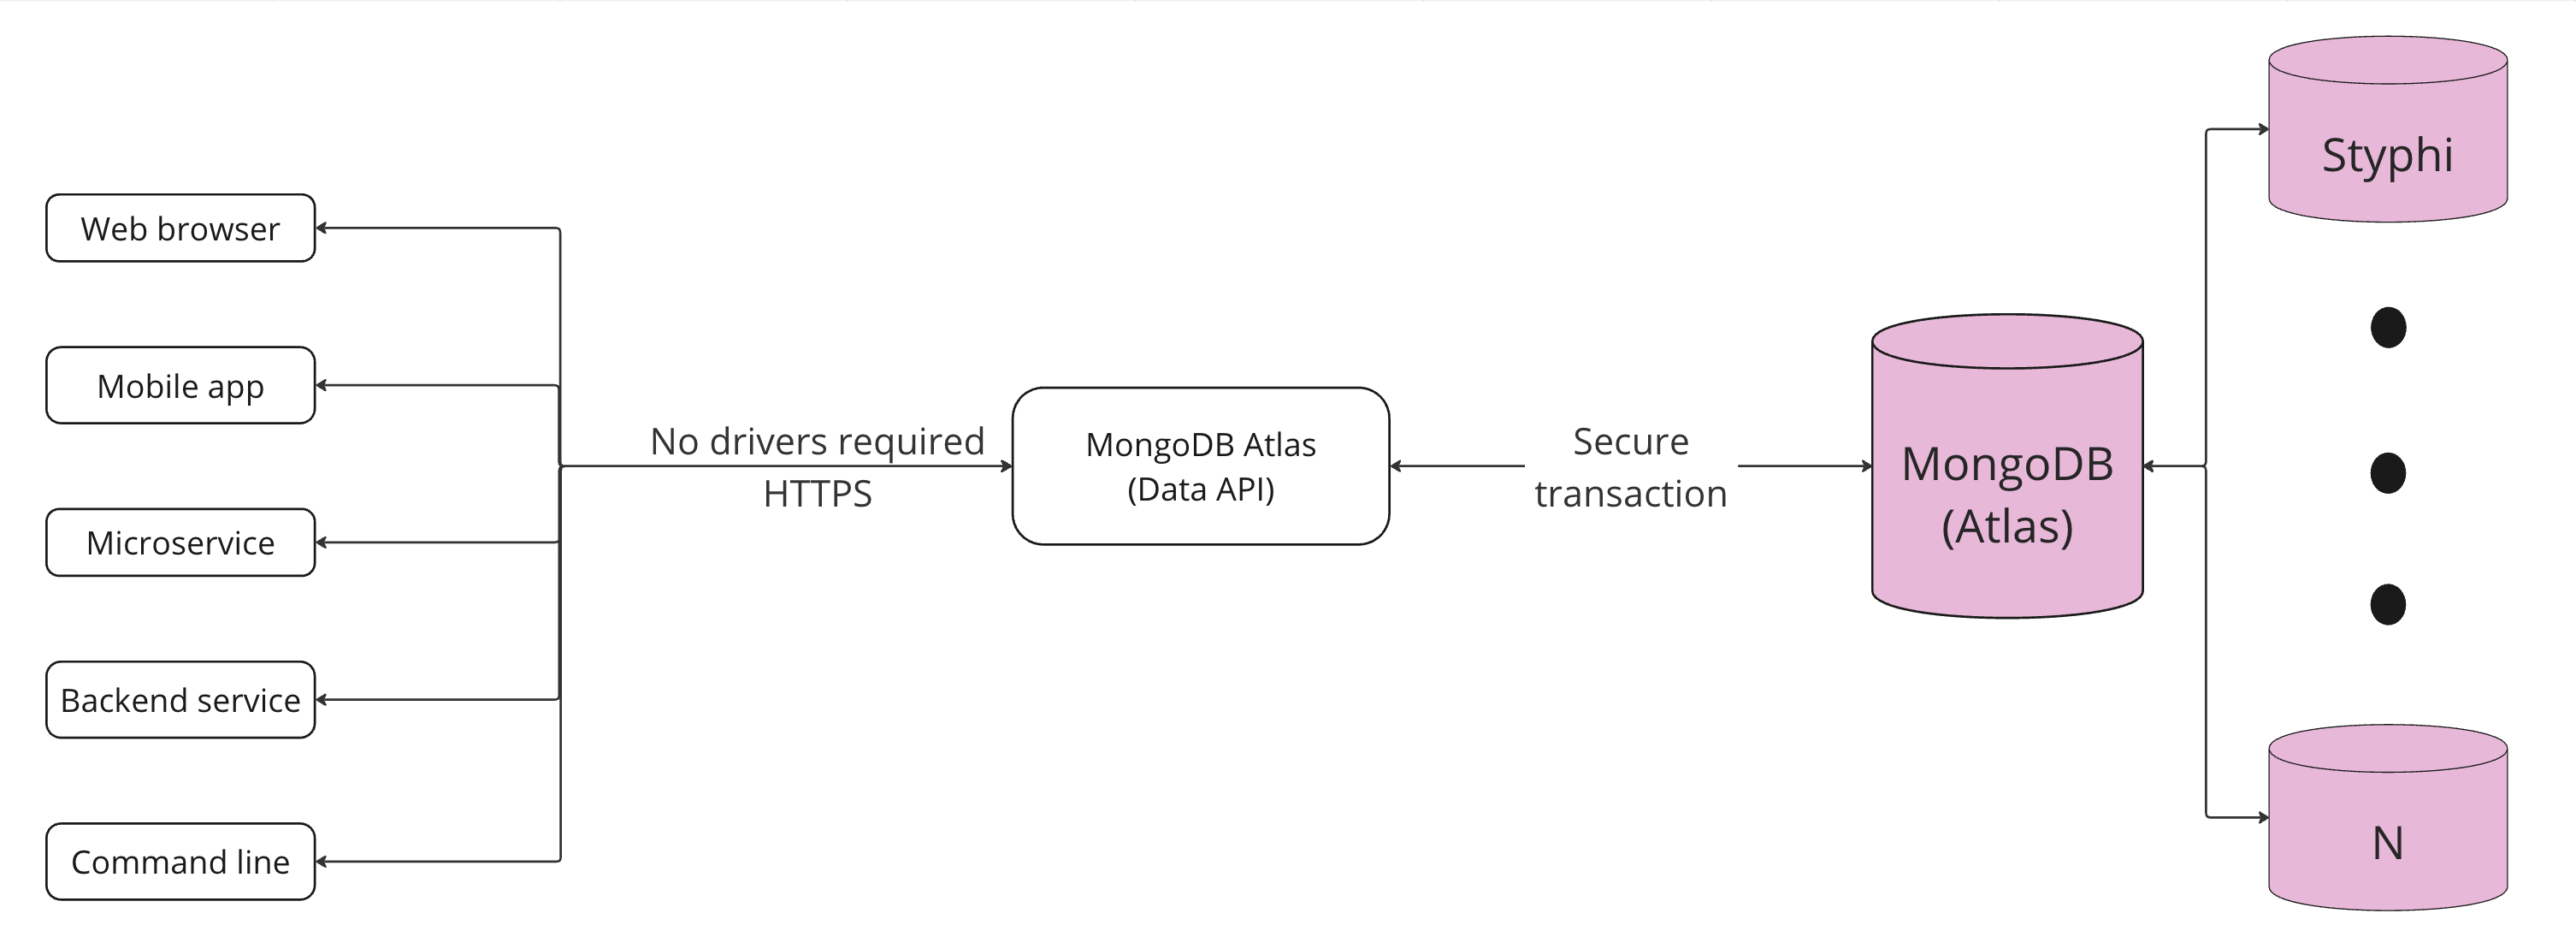 Web browser
Mobile app
Microservice
Backend service
Command line
No drivers required
HTTPS
MongoDB Atlas
(Data API)
Secure
transaction
MongoDB
(Atlas)
Styphi
N